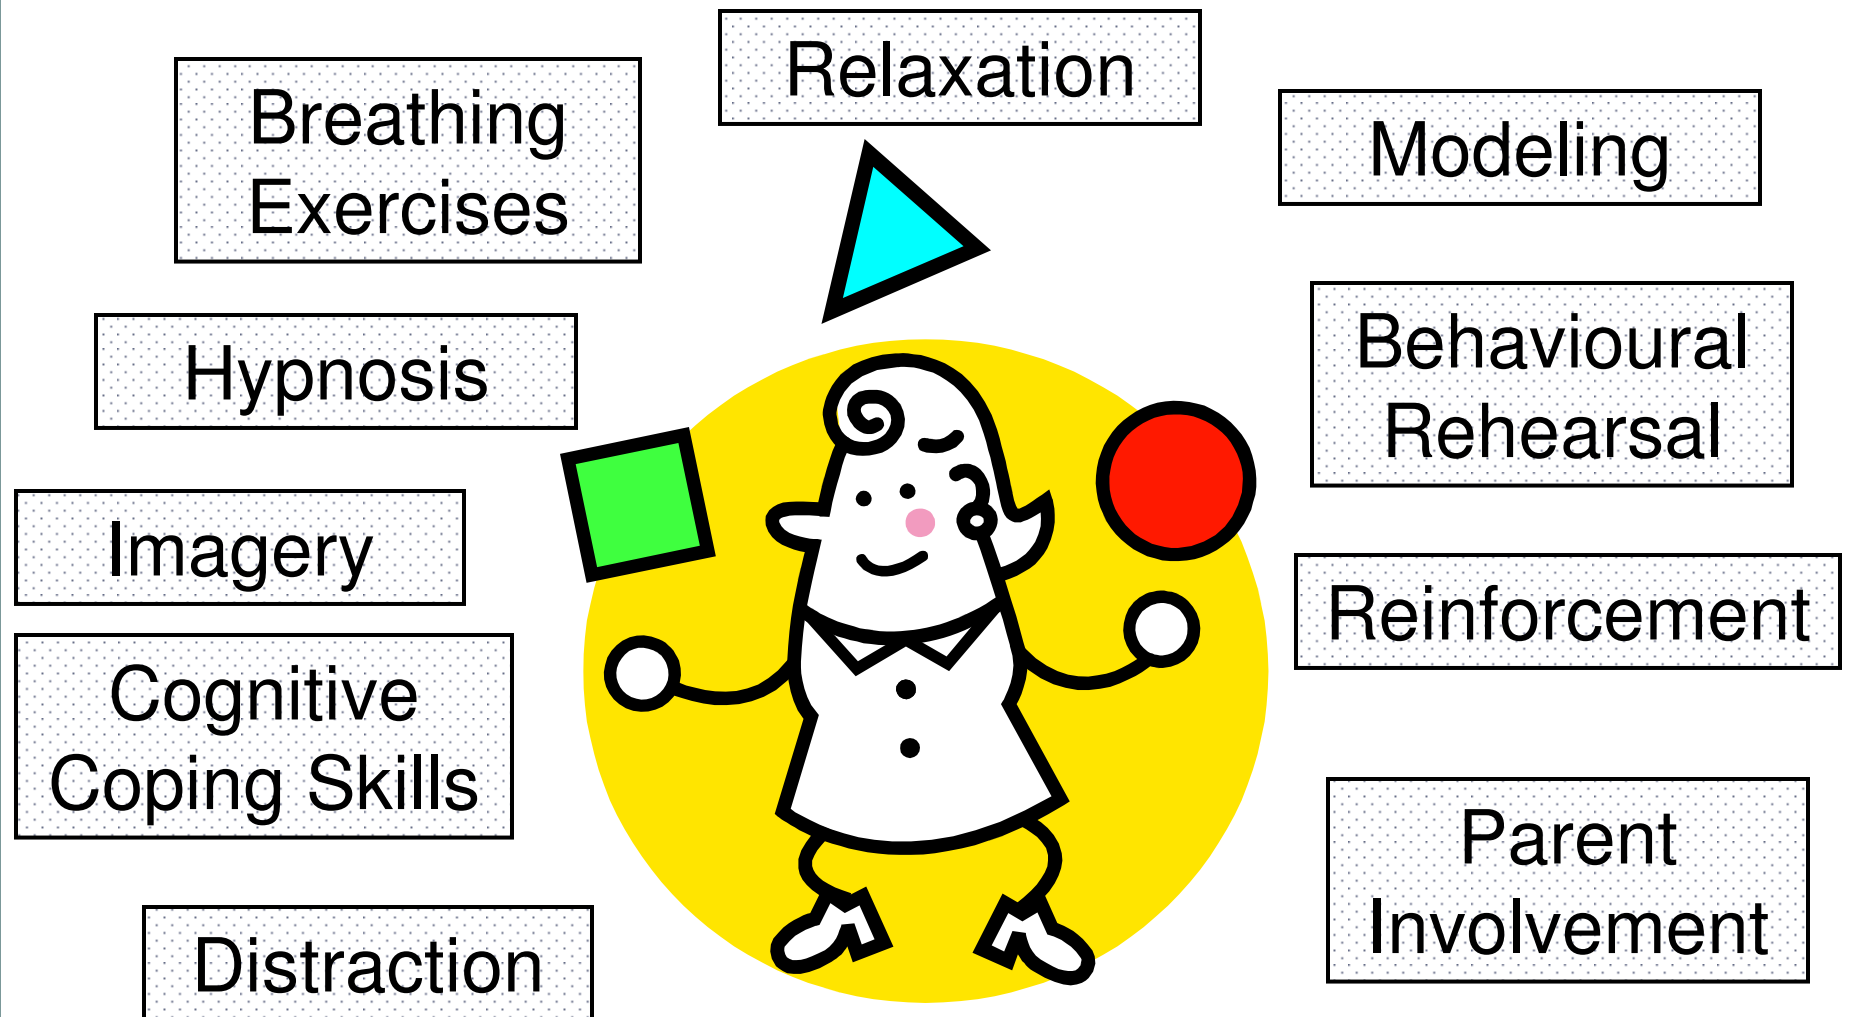 Relaxation
Breathing
Exercises
Modeling
Hypnosis
Behavioural
Rehearsal
Imagery
Reinforcement
Cognitive
Coping Skills
Parent
Involvement
Distraction